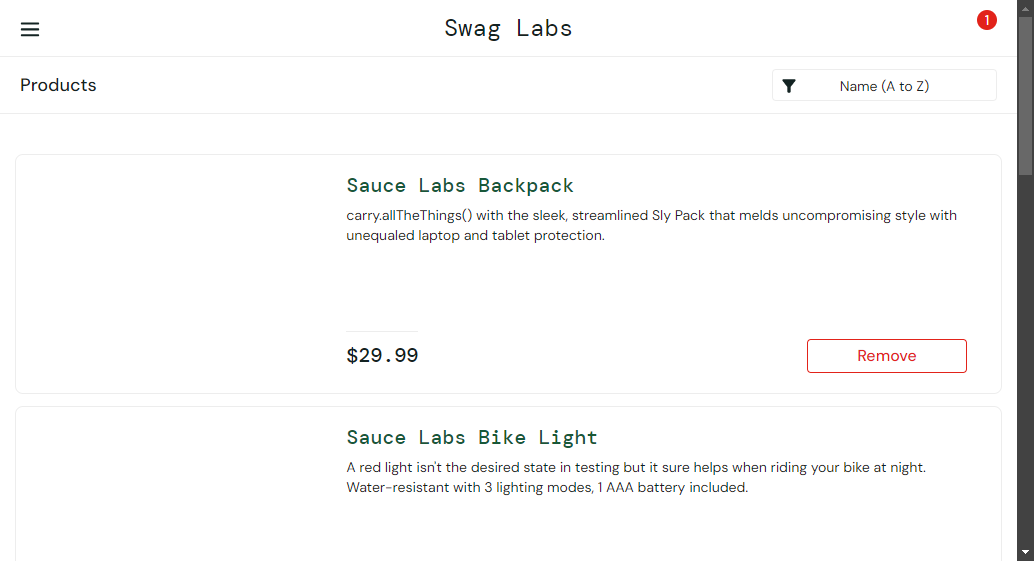 Swag Labs
1
Products
Name (A to Z)
Sauce Labs Backpack
carry.allTheThings() with the sleek, streamlined Sly Pack that melds uncompromising style with
unequaled laptop and tablet protection.
$29.99
Remove
Sauce Labs Bike Light
A red light isn't the desired state in testing but it sure helps when riding your bike at night.
Water-resistant with 3 lighting modes, 1 AAA battery included.